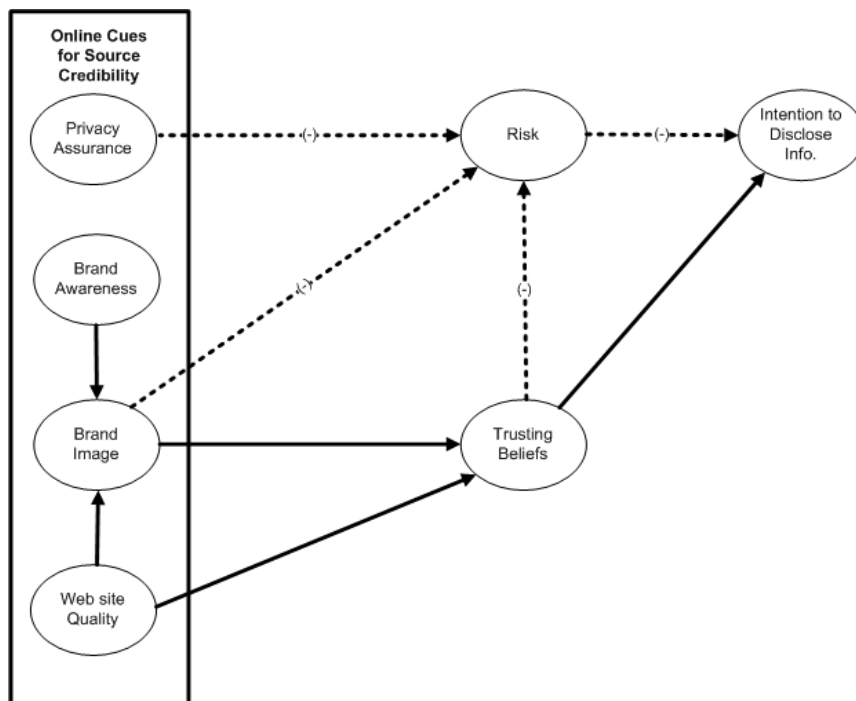 Online Cues
for Source
Credibility
Privacy
Assurance
(-)
Risk
(-)
Intention to
Disclose
Info.
Brand
Awareness
(-)
(-)
Brand
Image
Trusting
Beliefs
Web site
Quality